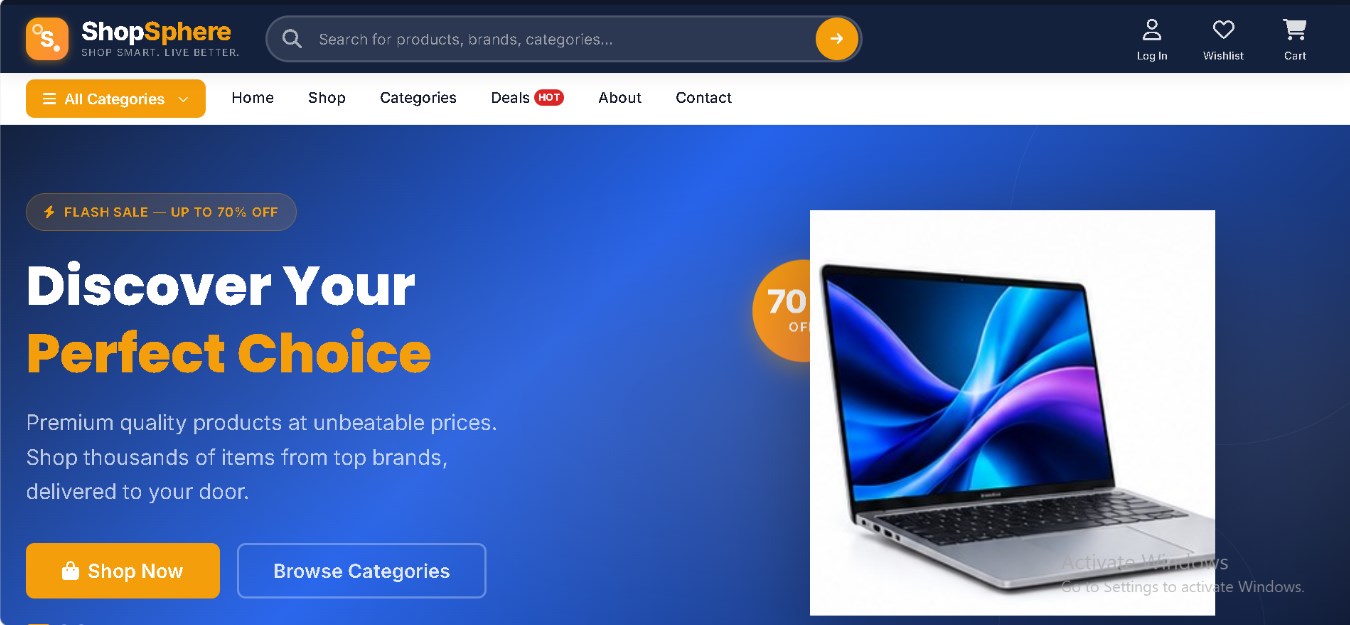 ShopSphere
SHOP SMART. LIVE BETTER.
Search for products, brands, categories...
Log In
Wishlist
Cart
All Categories
Home
Shop
Categories
Deals HOT
About
Contact
FLASH SALE — UP TO 70% OFF
Discover Your
Perfect Choice
Premium quality products at unbeatable prices.
Shop thousands of items from top brands,
delivered to your door.
Shop Now
Browse Categories
70
Activate Windows
Go to Settings to activate Windows.